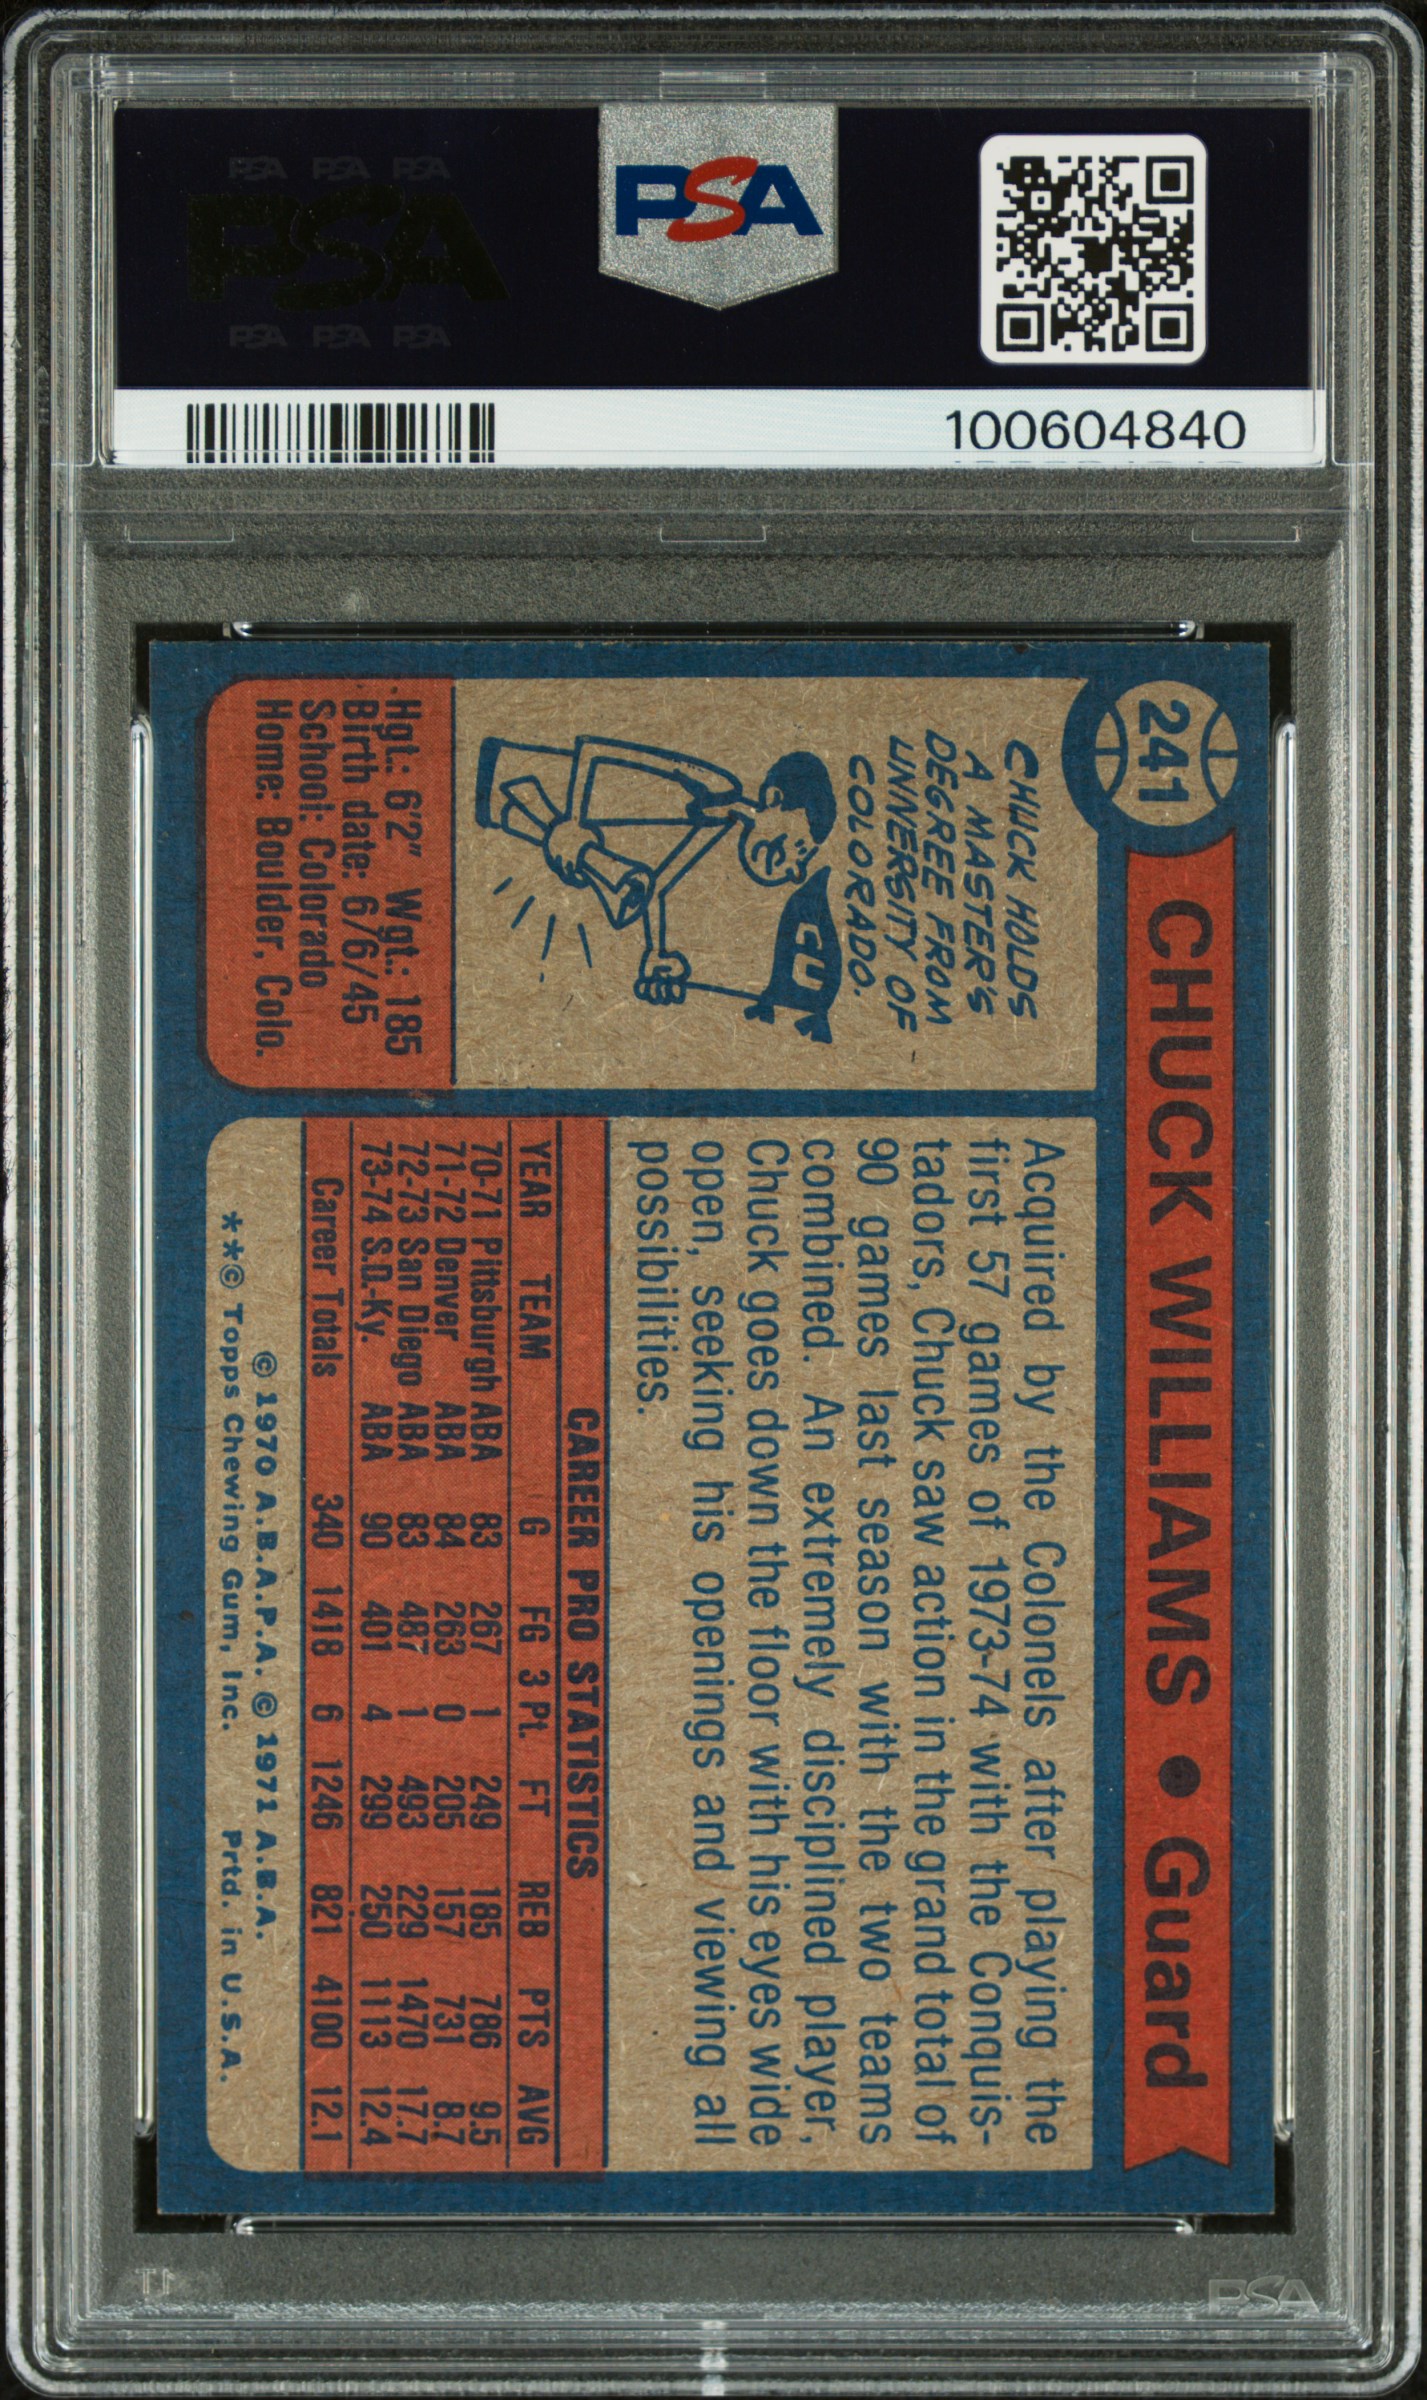 PSA PSA PSA
PSA
PSA PSA PSA
PSA
100604840
241
CHUCK WILLIAMS • Guard
CHUCK HOLDS
A MASTER'S
DEGREE FROM
UNIVERSITY OF
COLORADO.
CU
Hgt.: 6'2" Wgt.: 185
Birth date: 6/6/45
School: Colorado
Home: Boulder, Colo.
Acquired by the Colonels after playing the
first 57 games of 1973-74 with the Conquis-
tadors, Chuck saw action in the grand total of
90 games last season with the two teams
combined. An extremely disciplined player,
Chuck goes down the floor with his eyes wide
open, seeking his openings and viewing all
possibilities.
CAREER PRO STATISTICS
YEAR TEAM G FG 3 Pt. FT REB PTS AVG
70-71 Pittsburgh ABA 83 267 1 249 185 786 9.5
71-72 Denver ABA 84 263 0 205 157 731 8.7
72-73 San Diego ABA 83 487 1 493 229 1470 17.7
73-74 S.D.-Ky. ABA 90 401 4 299 250 1113 12.4
Career Totals 340 1418 6 1246 821 4100 12.1
© 1970 A.B.A.P.A. © 1971 A.B.A.
**© Topps Chewing Gum, Inc. Prtd. in U.S.A.
PSA